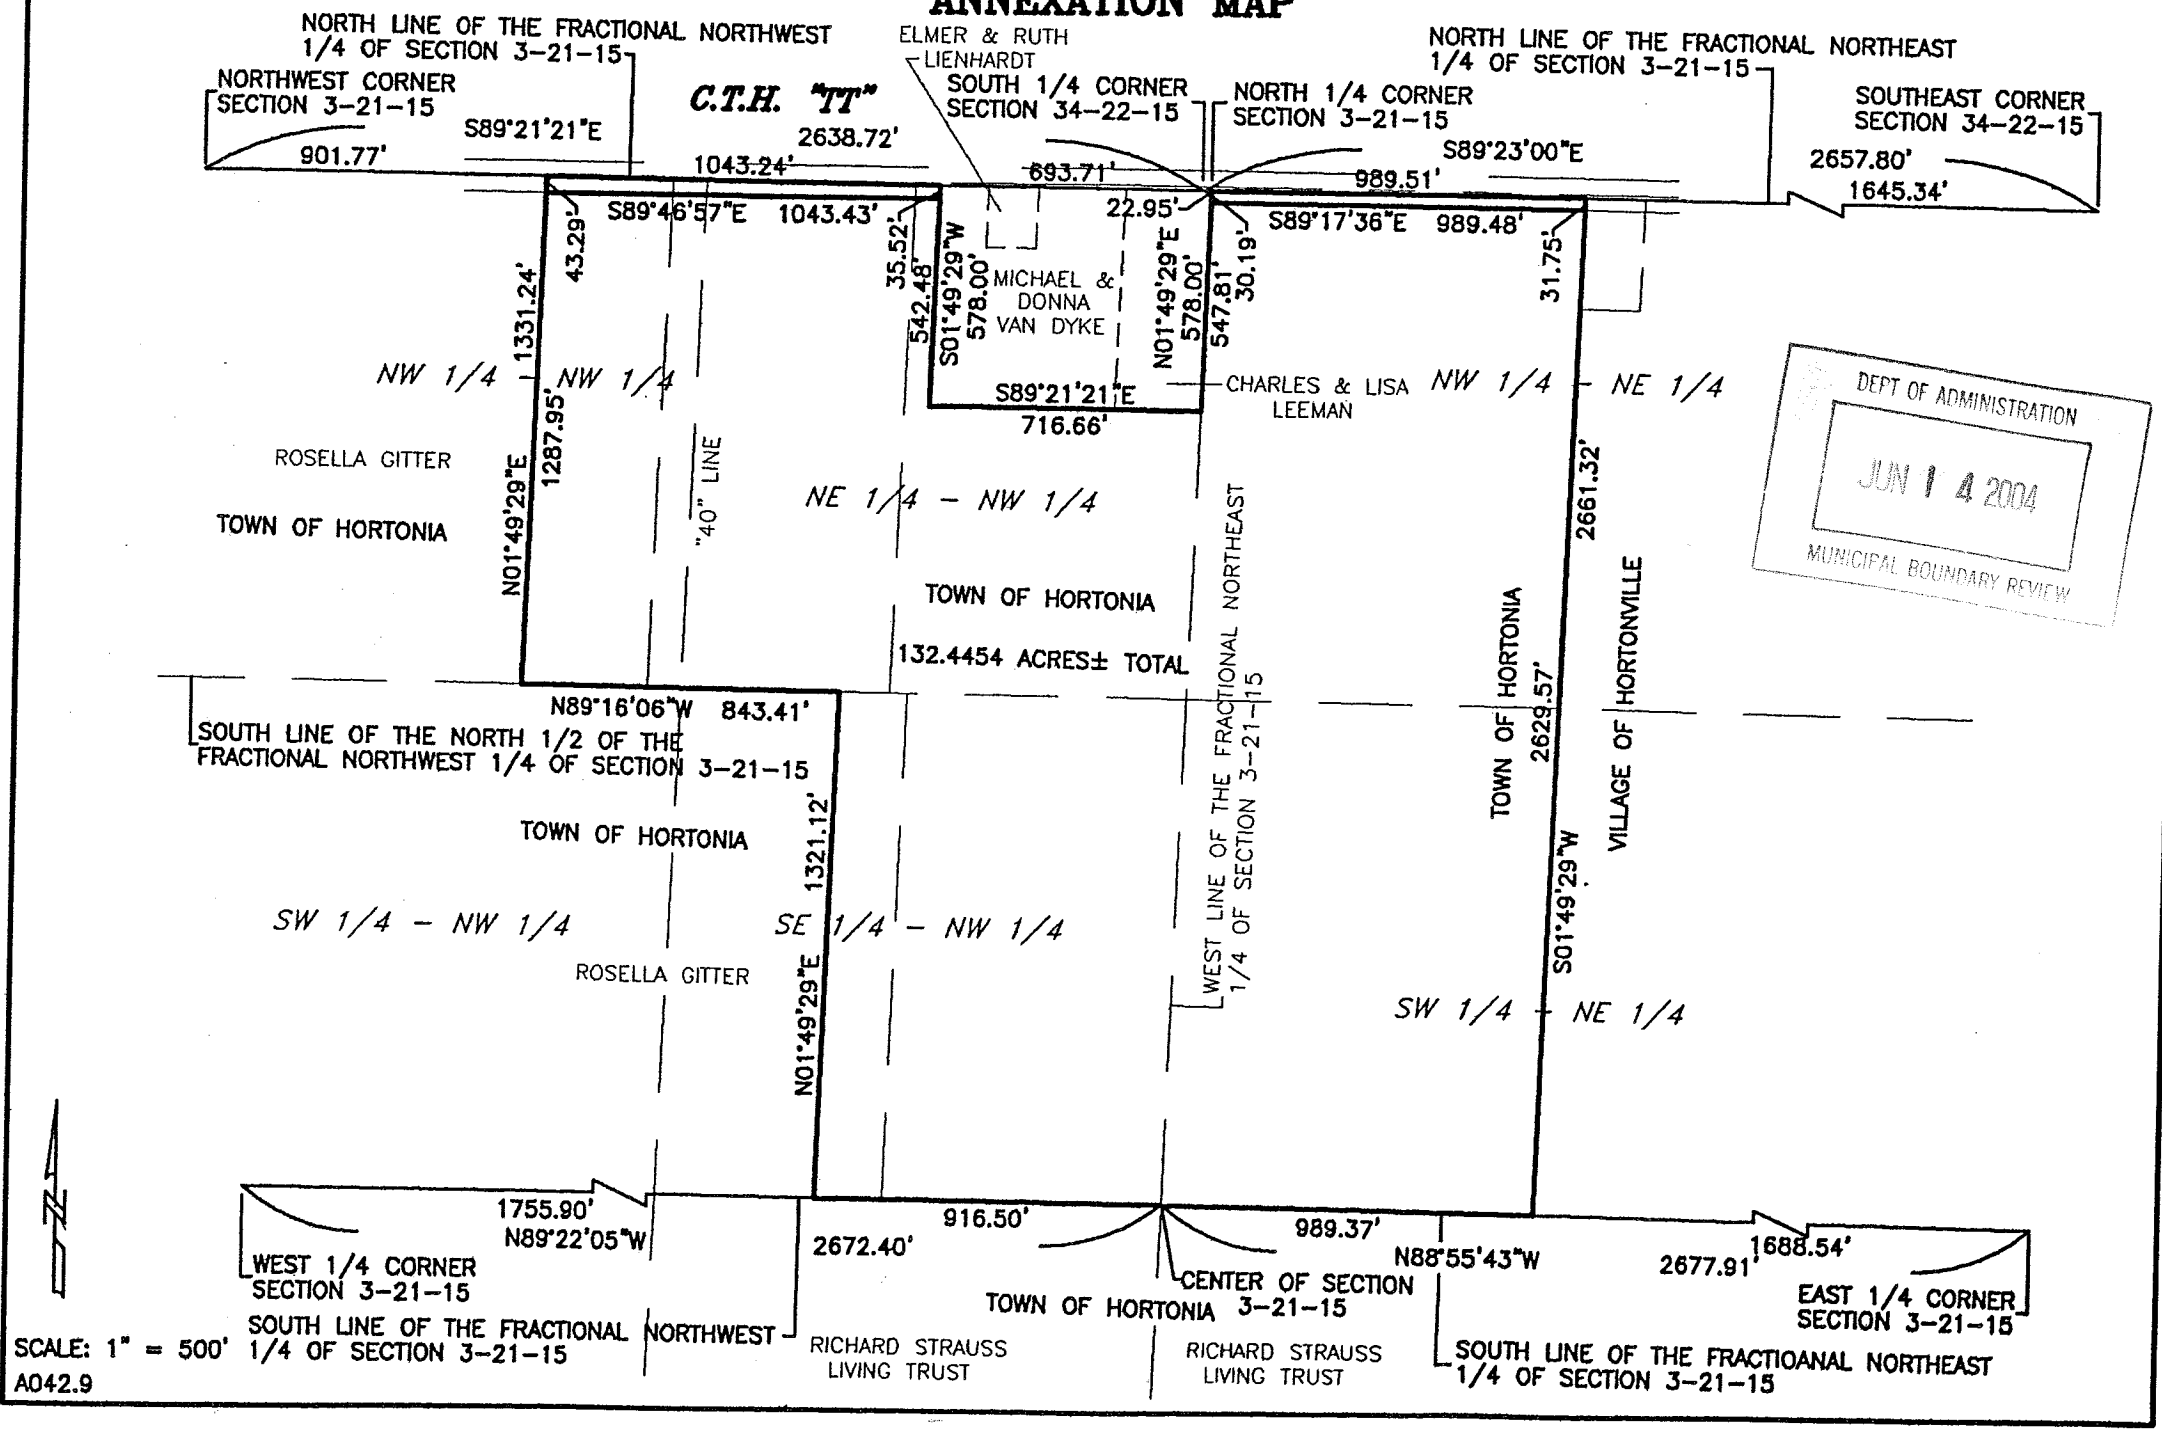 ANNEXATION MAP
NORTH LINE OF THE FRACTIONAL NORTHWEST
1/4 OF SECTION 3-21-15
ELMER & RUTH
LIENHARDT
NORTH LINE OF THE FRACTIONAL NORTHEAST
1/4 OF SECTION 3-21-15
NORTHWEST CORNER
SECTION 3-21-15
C.T.H. "TT"
SOUTH 1/4 CORNER
SECTION 34-22-15
NORTH 1/4 CORNER
SECTION 3-21-15
SOUTHEAST CORNER
SECTION 34-22-15
S89°21'21"E
2638.72'
S89°23'00"E
2657.80'
901.77'
1043.24'
693.71'
989.51'
1645.34'
S89°46'57"E 1043.43'
22.95'
S89°17'36"E 989.48'
43.29'
35.52'
30.19'
31.75'
1331.24'
542.48'
S01°49'29"W
578.00'
MICHAEL &
DONNA
VAN DYKE
N01°49'29"E
578.00'
547.81'
NW 1/4 - NW 1/4
S89°21'21"E
716.66'
CHARLES & LISA
LEEMAN
NW 1/4 - NE 1/4
DEPT OF ADMINISTRATION
JUN 14 2004
MUNICIPAL BOUNDARY REVIEW
1287.95'
N01°49'29"E
ROSELLA GITTER
TOWN OF HORTONIA
"40" LINE
NE 1/4 - NW 1/4
2661.32'
TOWN OF HORTONIA
132.4454 ACRES± TOTAL
WEST LINE OF THE FRACTIONAL NORTHEAST
1/4 OF SECTION 3-21-15
TOWN OF HORTONIA
2629.57'
VILLAGE OF HORTONVILLE
N89°16'06"W 843.41'
SOUTH LINE OF THE NORTH 1/2 OF THE
FRACTIONAL NORTHWEST 1/4 OF SECTION 3-21-15
TOWN OF HORTONIA
1321.12'
S01°49'29"W
SW 1/4 - NW 1/4
SE 1/4 - NW 1/4
ROSELLA GITTER
N01°49'29"E
SW 1/4 - NE 1/4
1755.90'
N89°22'05"W
916.50'
2672.40'
989.37'
N88°55'43"W
1688.54'
2677.91'
WEST 1/4 CORNER
SECTION 3-21-15
CENTER OF SECTION
3-21-15
TOWN OF HORTONIA
EAST 1/4 CORNER
SECTION 3-21-15
SOUTH LINE OF THE FRACTIONAL NORTHWEST
1/4 OF SECTION 3-21-15
RICHARD STRAUSS
LIVING TRUST
RICHARD STRAUSS
LIVING TRUST
SOUTH LINE OF THE FRACTIOANAL NORTHEAST
1/4 OF SECTION 3-21-15
SCALE: 1" = 500'
A042.9